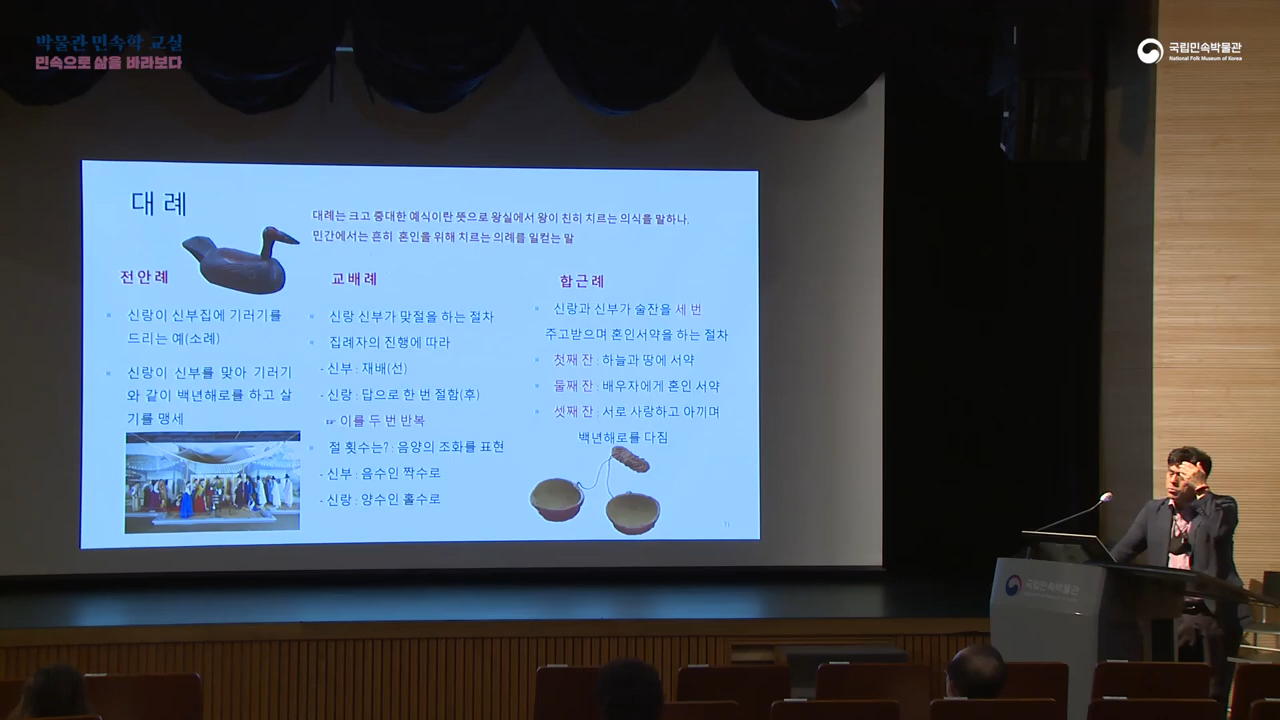 박물관 민속학 교실
민속으로 삶을 바라보다
국립민속박물관
National Folk Museum of Korea
대 례
대례는 크고 중대한 예식이란 뜻으로 왕실에서 왕이 친히 치르는 의식를 말하나,
민간에서는 흔히 혼인을 위해 치르는 의례를 일컫는 말
전안례
신랑이 신부집에 기러기를
드리는 예(소례)
신랑이 신부를 맞아 기러기
와 같이 백년해로를 하고 살
기를 맹세
교배례
신랑 신부가 맞절을 하는 절차
집례자의 진행에 따라
- 신부 : 재배(선)
- 신랑 : 답으로 한 번 절함(후)
☞ 이를 두 번 반복
절 횟수는? : 음양의 조화를 표현
- 신부 : 음수인 짝수로
- 신랑 : 양수인 홀수로
합근례
신랑과 신부가 술잔을 세 번
주고받으며 혼인서약을 하는 절차
첫째 잔 : 하늘과 땅에 서약
둘째 잔 : 배우자에게 혼인 서약
셋째 잔 : 서로 사랑하고 아끼며
백년해로를 다짐
11
국립민속박물관